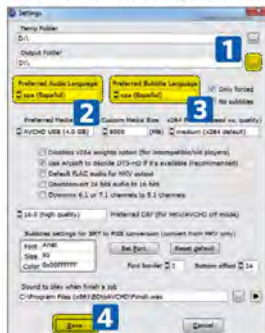 Settings
Temp Folder
D:\
Output Folder
D:\
1
Preferred Audio Language
Preferred Subtitle Language
spa (Español)
spa (Español)
Only forced
No subtitles
2
3
Preferred Media
Custom Media Size
x264 vs. quality)
AVCHD USB (4.0 GB)
8000
(MB)
medium (x264 default)
Disable x264 weights option (for incompatible/old players)
Use Arcsoft to decode DTS-HD if it's available (recommended)
Default FLAC audio for MKV output
Downconvert 24 bits audio to 16 bits
Downmix 6.1 or 7.1 channels to 5.1 channels
16.0 (high quality)
Preferred CRF (for MKV/AVCHD off mode)
Subtitles settings for SRT to PGS conversion (convert from MKV only)
Font Arial
Size
Color 0x00FFFFFF
Set Font
Reset default
Font border 2
Bottom offset 24
Sound to play when finish a job
C:\Program Files (x86)\BDtoAVCHD\Finish.wav
...
4
Save
Cancel